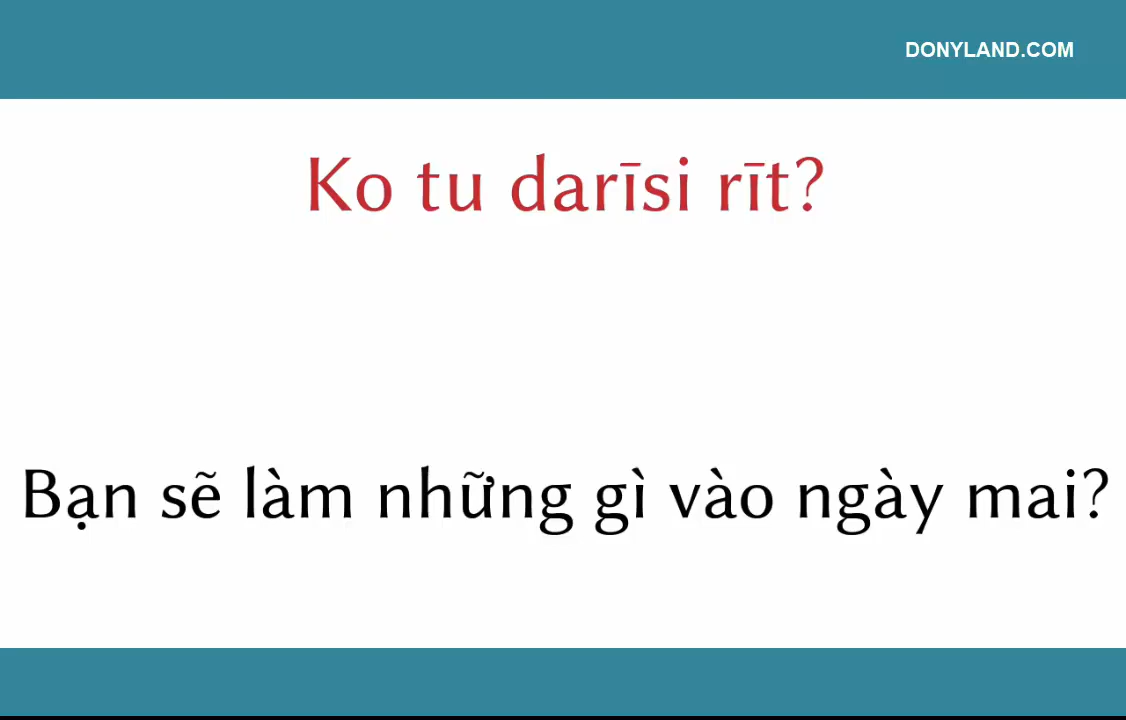 DONYLAND.COM
Ko tu darīsi rīt?
Bạn sẽ làm những gì vào ngày mai?